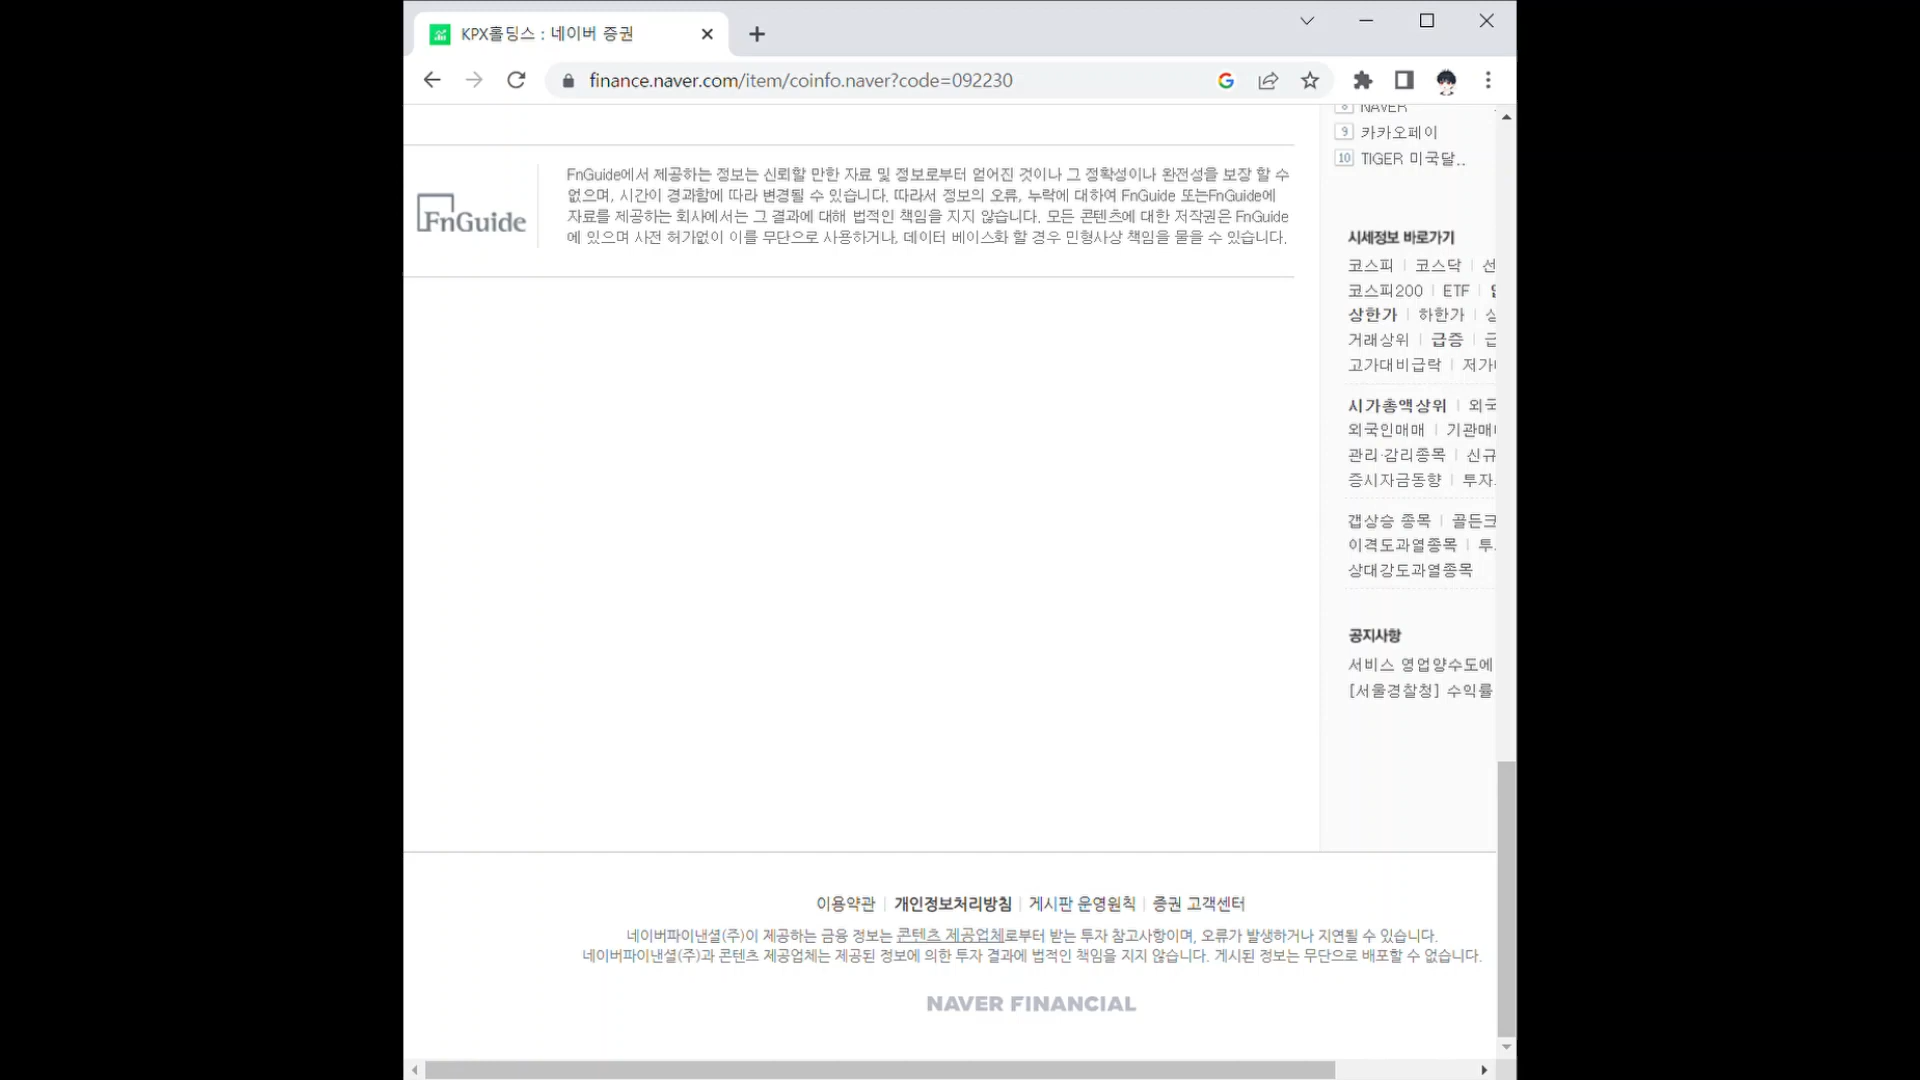 KPX홀딩스 : 네이버 증권
finance.naver.com/item/coinfo.naver?code=092230
FnGuide
FnGuide에서 제공하는 정보는 신뢰할 만한 자료 및 정보로부터 얻어진 것이나 그 정확성이나 완전성을 보장 할 수
없으며, 시간이 경과함에 따라 변경될 수 있습니다. 따라서 정보의 오류, 누락에 대하여 FnGuide 또는FnGuide에
자료를 제공하는 회사에서는 그 결과에 대해 법적인 책임을 지지 않습니다. 모든 콘텐츠에 대한 저작권은 FnGuide
에 있으며 사전 허가없이 이를 무단으로 사용하거나, 데이터 베이스화 할 경우 민형사상 책임을 물을 수 있습니다.
8 NAVER
9 카카오페이
10 TIGER 미국달..
시세정보 바로가기
코스피 | 코스닥 | 선
코스피200 | ETF |
상한가 | 하한가 |
거래상위 | 급증 |
고가대비급락 | 저가
시가총액상위 | 외국
외국인매매 | 기관매
관리·감리종목 | 신규
증시자금동향 | 투자
갭상승 종목 | 골든크
이격도과열종목 | 투
상대강도과열종목
공지사항
서비스 영업양수도에
[서울경찰청] 수익률
이용약관 | 개인정보처리방침 | 게시판 운영원칙 | 증권 고객센터
네이버파이낸셜(주)이 제공하는 금융 정보는 콘텐츠 제공업체로부터 받는 투자 참고사항이며, 오류가 발생하거나 지연될 수 있습니다.
네이버파이낸셜(주)과 콘텐츠 제공업체는 제공된 정보에 의한 투자 결과에 법적인 책임을 지지 않습니다. 게시된 정보는 무단으로 배포할 수 없습니다.
NAVER FINANCIAL